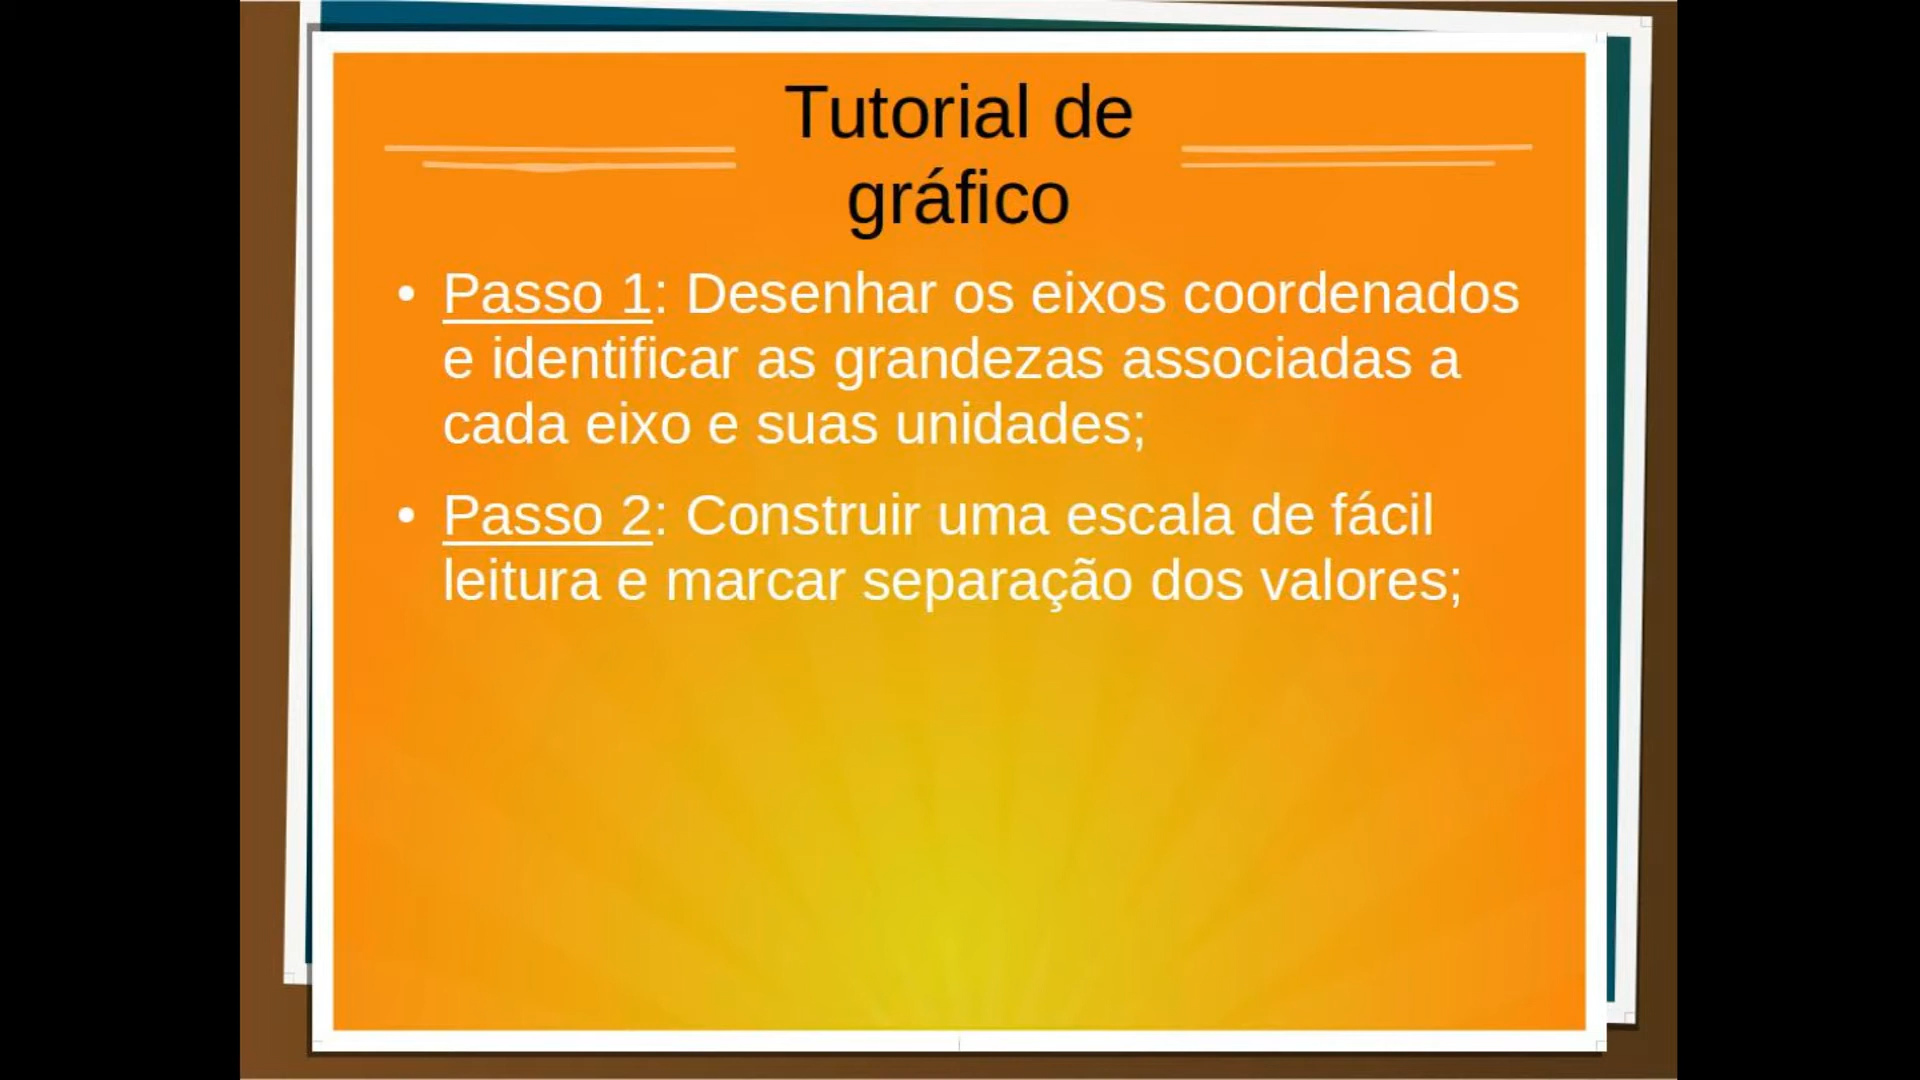 Tutorial de
gráfico
• Passo 1: Desenhar os eixos coordenados
e identificar as grandezas associadas a
cada eixo e suas unidades;
• Passo 2: Construir uma escala de fácil
leitura e marcar separação dos valores;